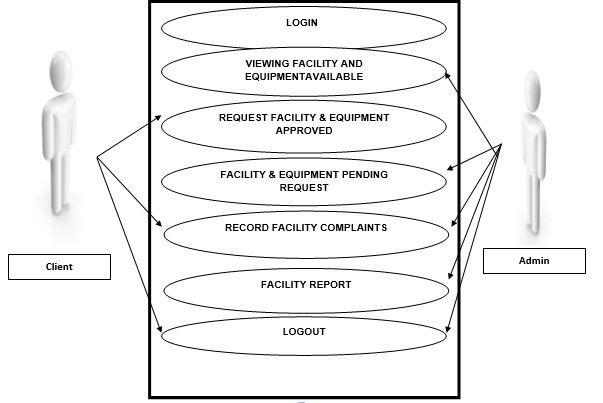 LOGIN
VIEWING FACILITY AND
EQUIPMENTAVAILABLE
REQUEST FACILITY & EQUIPMENT
APPROVED
FACILITY & EQUIPMENT PENDING
REQUEST
RECORD FACILITY COMPLAINTS
Client
Admin
FACILITY REPORT
LOGOUT